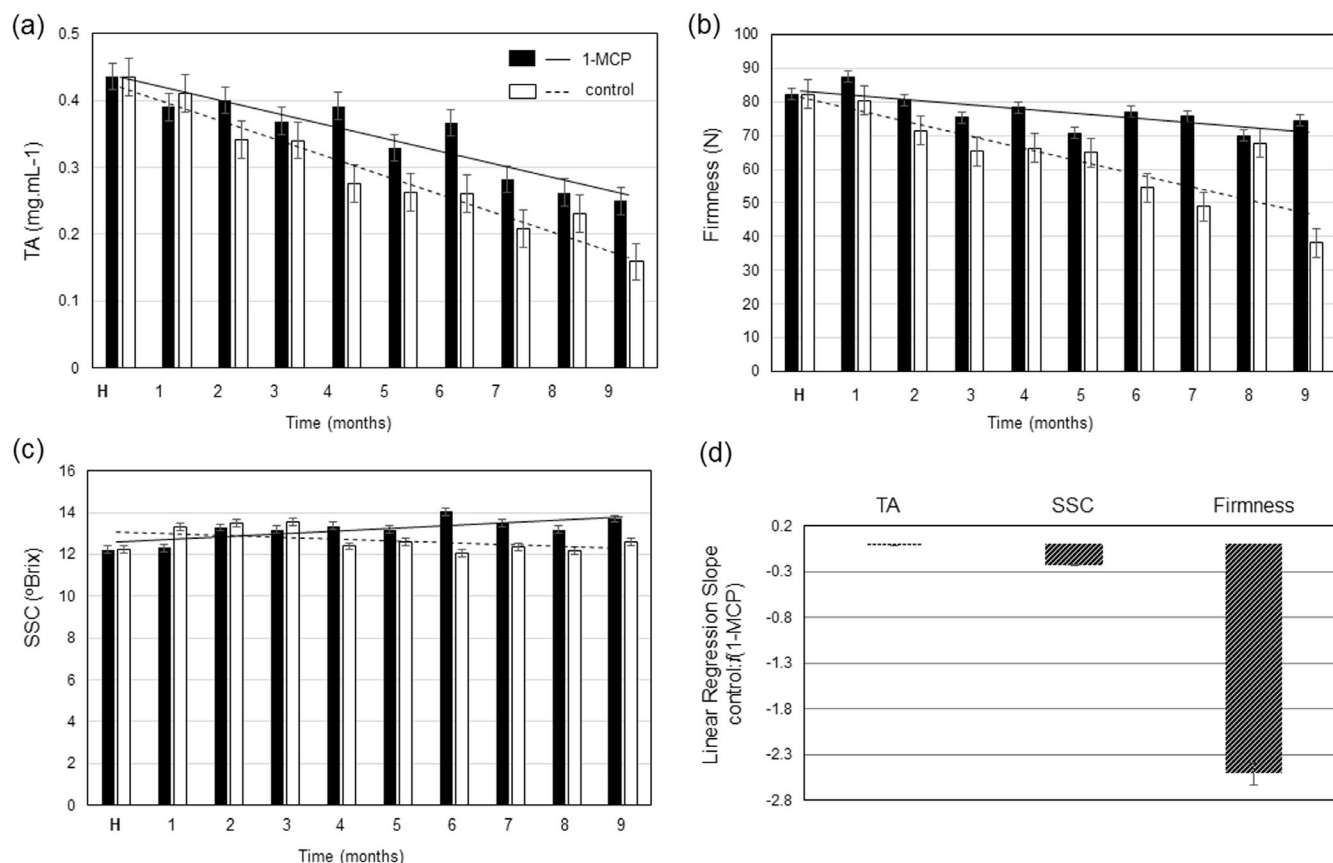 (a)
0.5
0.4
0.3
0.2
0.1
0
TA (mg.mL-1)
1-MCP
control
H 1 2 3 4 5 6 7 8 9
Time (months)
(b)
100
90
80
70
60
50
40
30
20
10
0
Firmness (N)
H 1 2 3 4 5 6 7 8 9
Time (months)
(c)
16
14
12
10
8
6
4
2
0
SSC (ºBrix)
H 1 2 3 4 5 6 7 8 9
Time (months)
(d)
TA SSC Firmness
0.2
-0.3
-0.8
-1.3
-1.8
-2.3
-2.8
Linear Regression Slope
control:f(1-MCP)